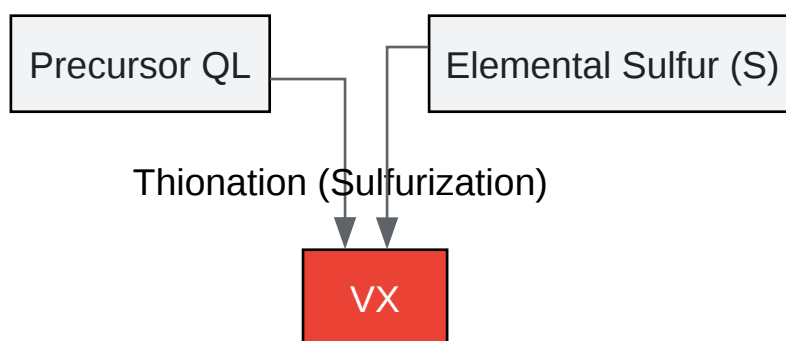 Precursor QL
Elemental Sulfur (S)
Thionation (Sulfurization)
VX